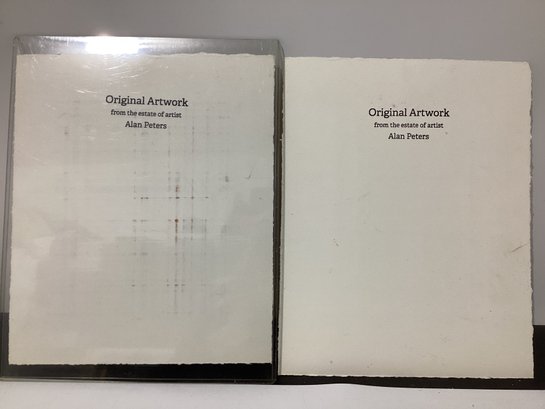 Original Artwork
from the estate of artist
Alan Peters
Original Artwork
from the estate of artist
Alan Peters